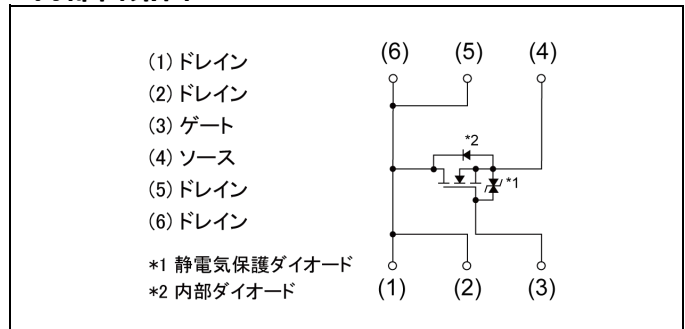 (1) ドレイン
(2) ドレイン
(3) ゲート
(4) ソース
(5) ドレイン
(6) ドレイン
*1 静電気保護ダイオード
*2 内部ダイオード
(6) (5) (4)
*2
*1
(1) (2) (3)